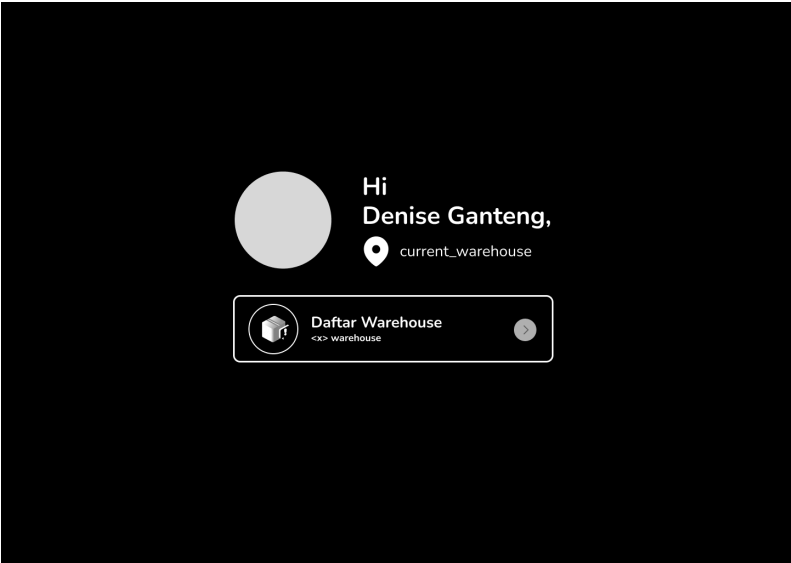 Hi
Denise Ganteng,
current_warehouse
Daftar Warehouse
<x> warehouse